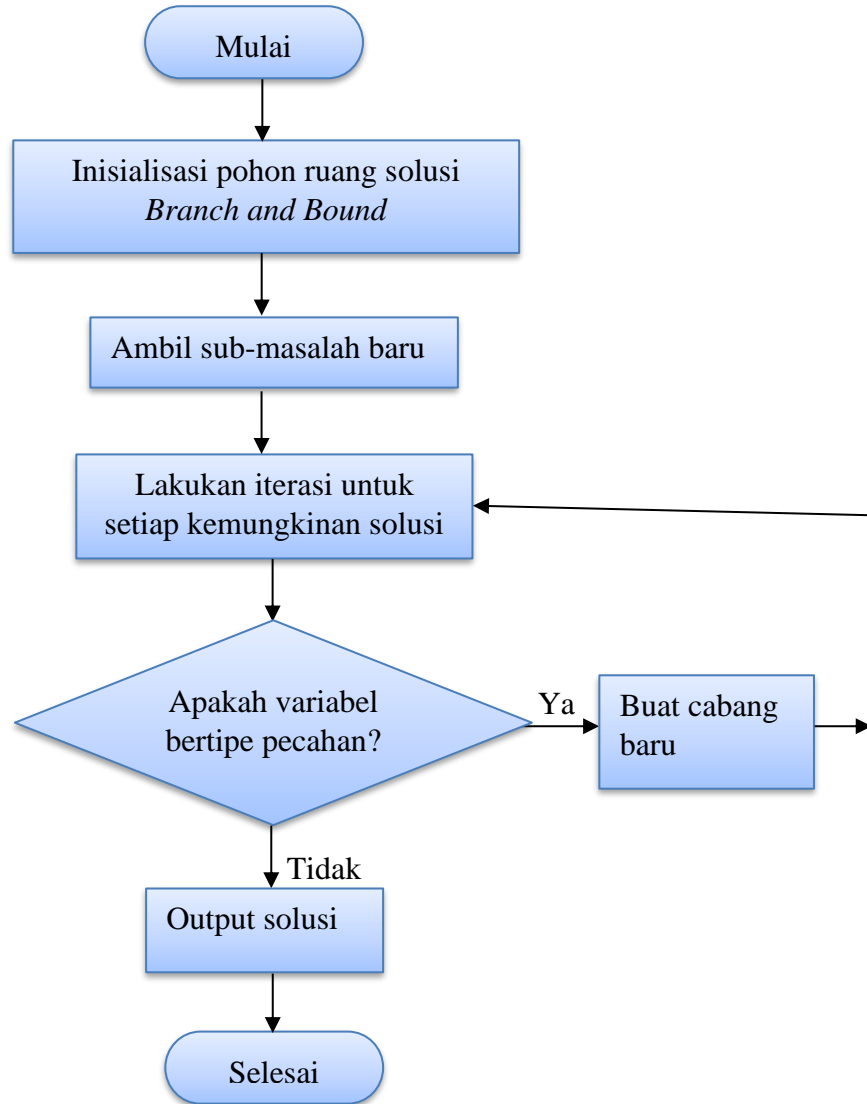 Mulai
Inisialisasi pohon ruang solusi
Branch and Bound
Ambil sub-masalah baru
Lakukan iterasi untuk
setiap kemungkinan solusi
Apakah variabel
bertipe pecahan?
Ya
Buat cabang
baru
Tidak
Output solusi
Selesai